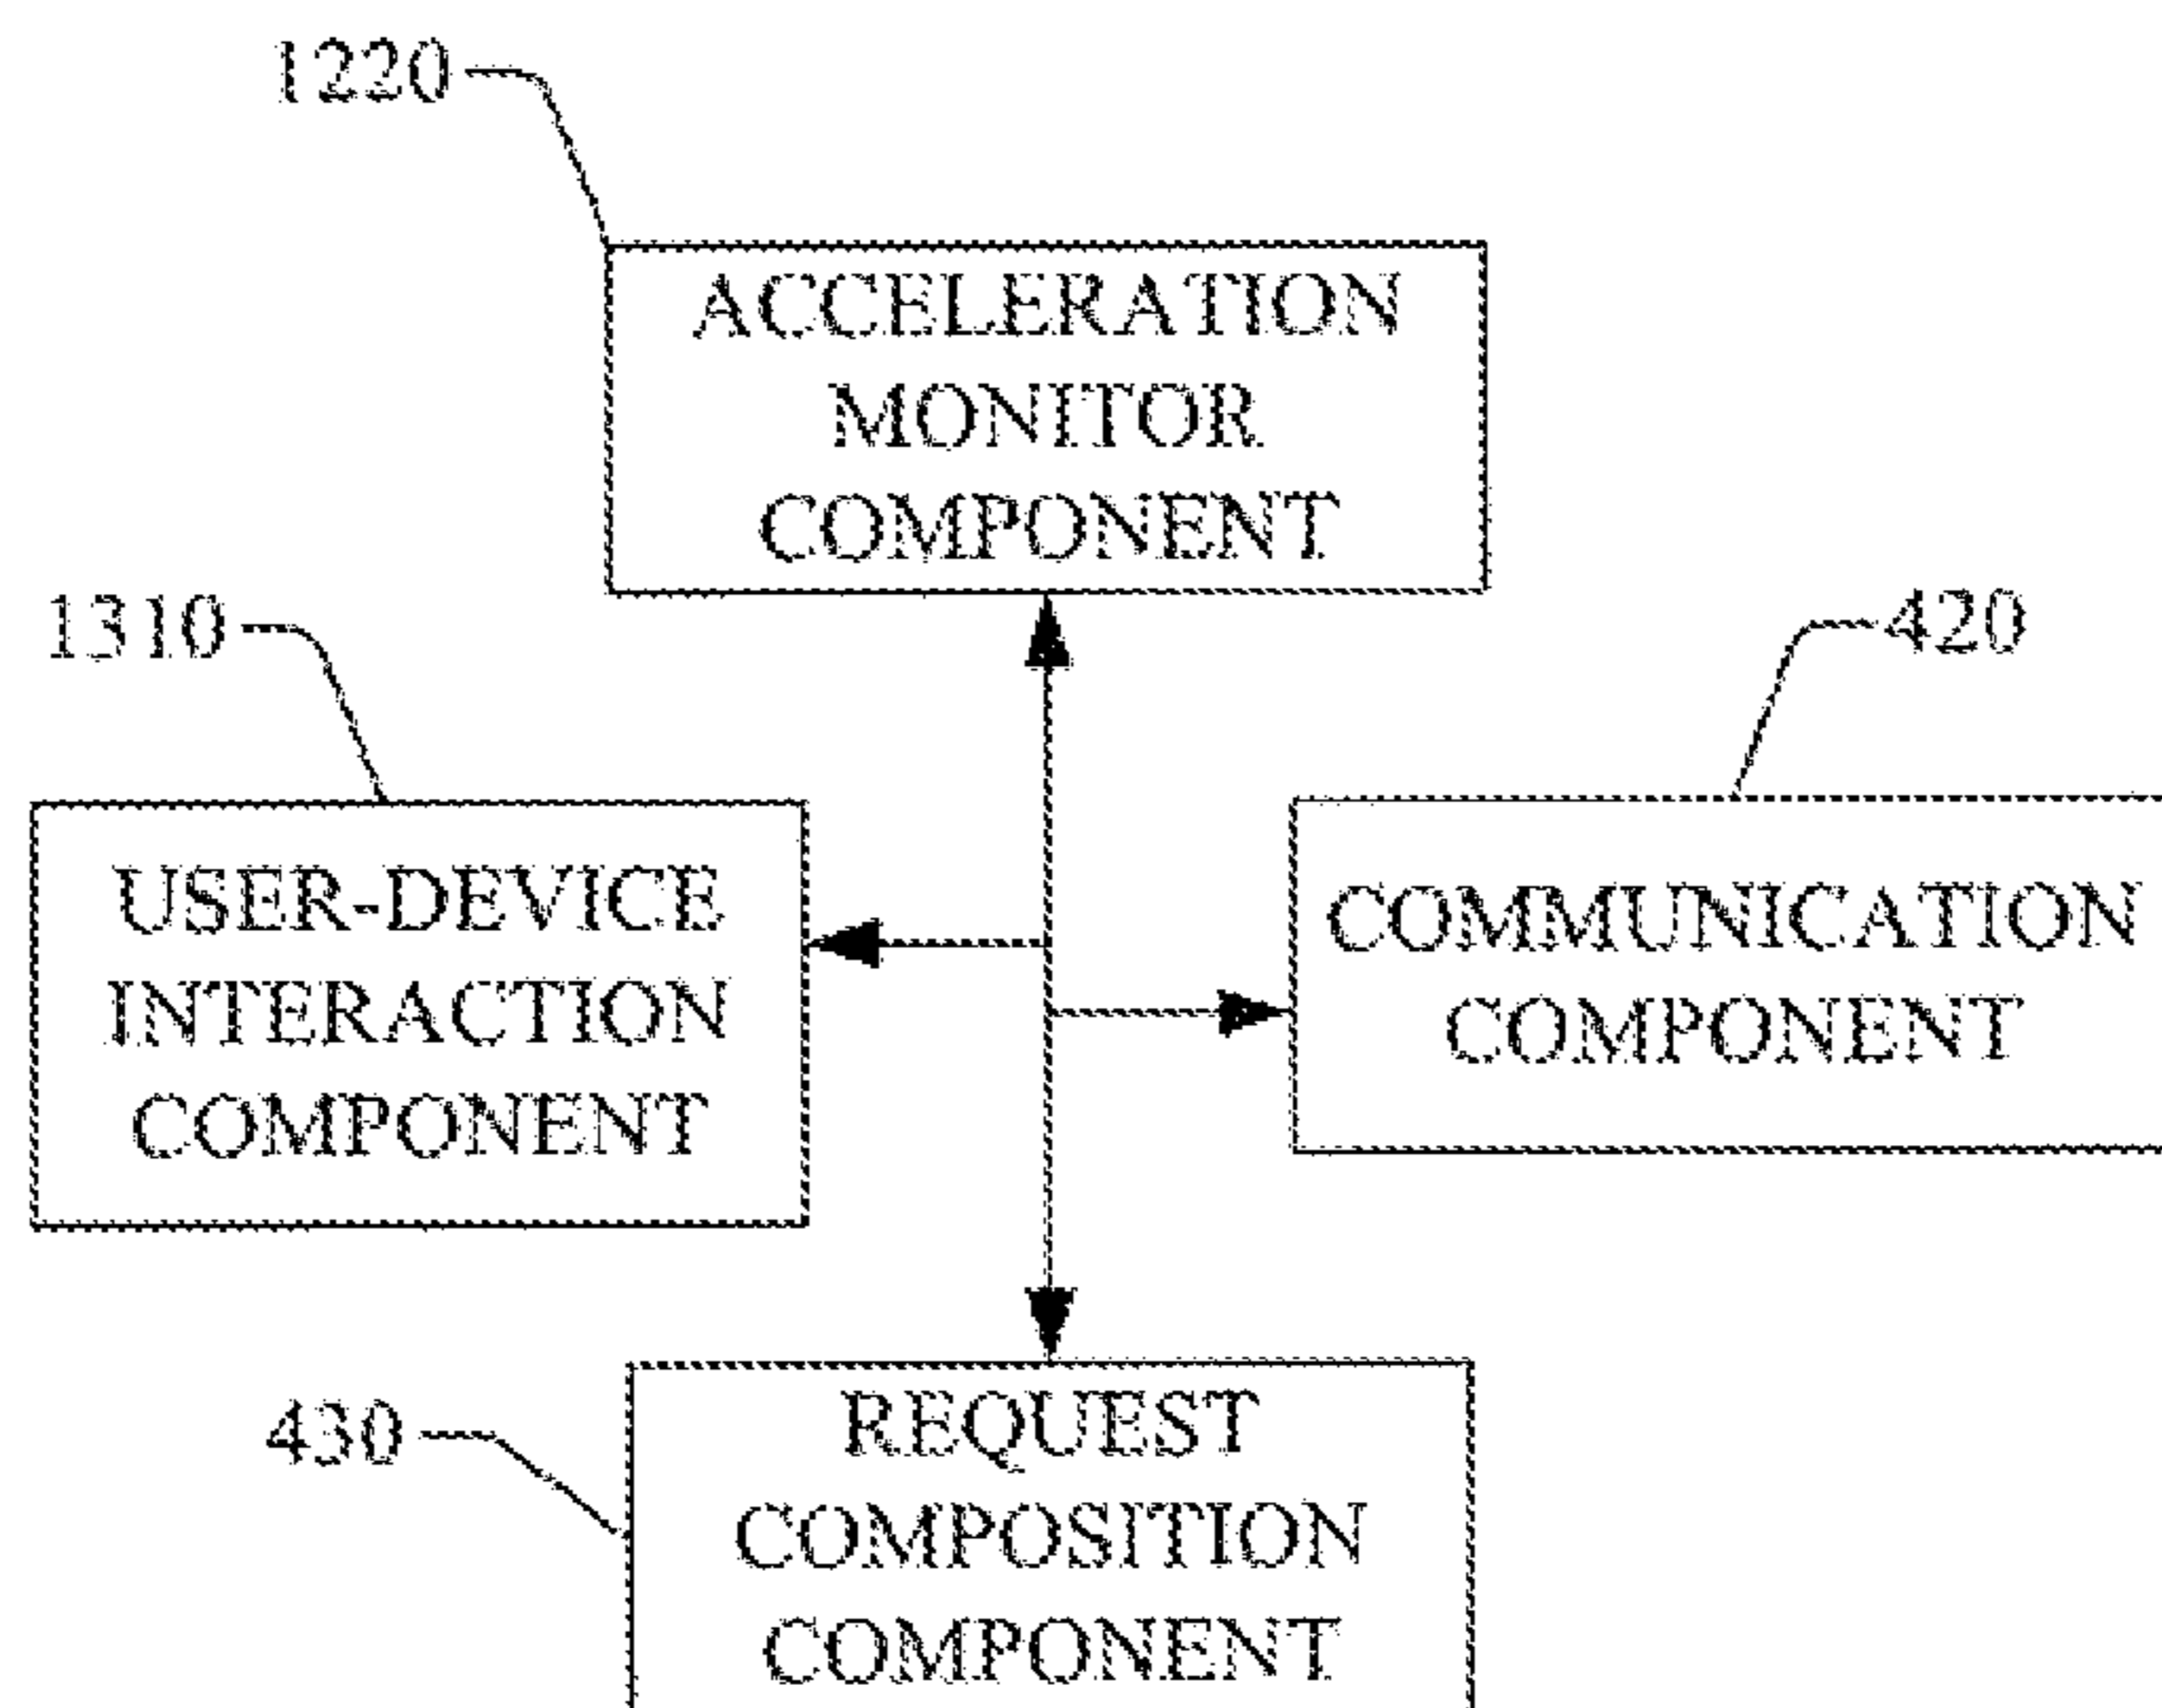 1220
ACCELERATION
MONITOR
COMPONENT
1310
420
USER-DEVICE
INTERACTION
COMPONENT
COMMUNICATION
COMPONENT
430
REQUEST
COMPOSITION
COMPONENT